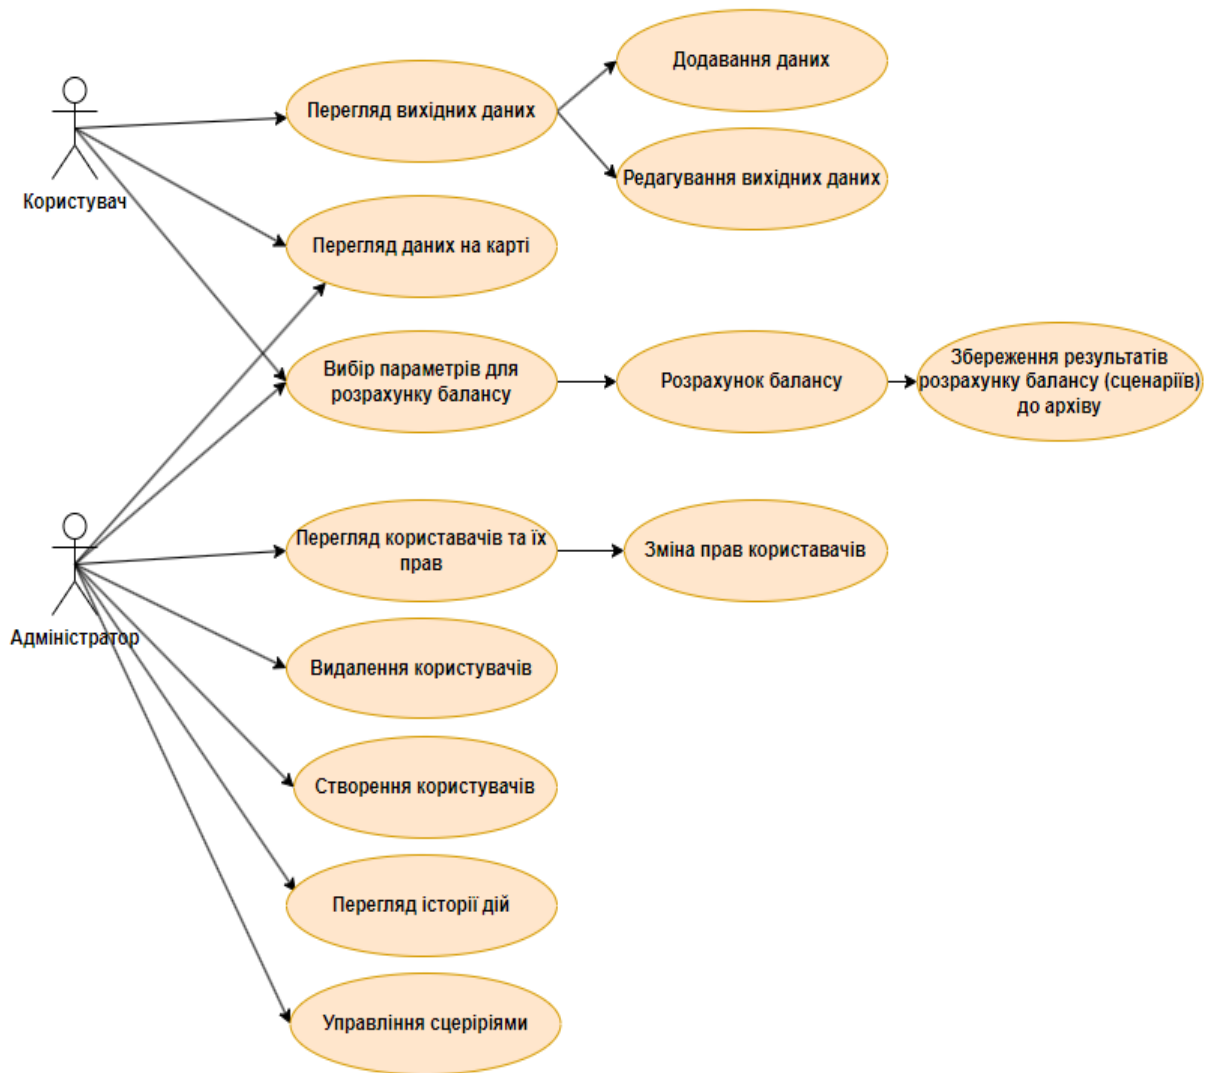 Додавання даних
Перегляд вихідних даних
Редагування вихідних даних
Користувач
Перегляд даних на карті
Вибір параметрів для
розрахунку балансу
Розрахунок балансу
Збереження результатів
розрахунку балансу (сценаріїв)
до архіву
Перегляд користавачів та їх
прав
Зміна прав користавачів
Адміністратор
Видалення користувачів
Створення користувачів
Перегляд історії дій
Управління сцеріріями